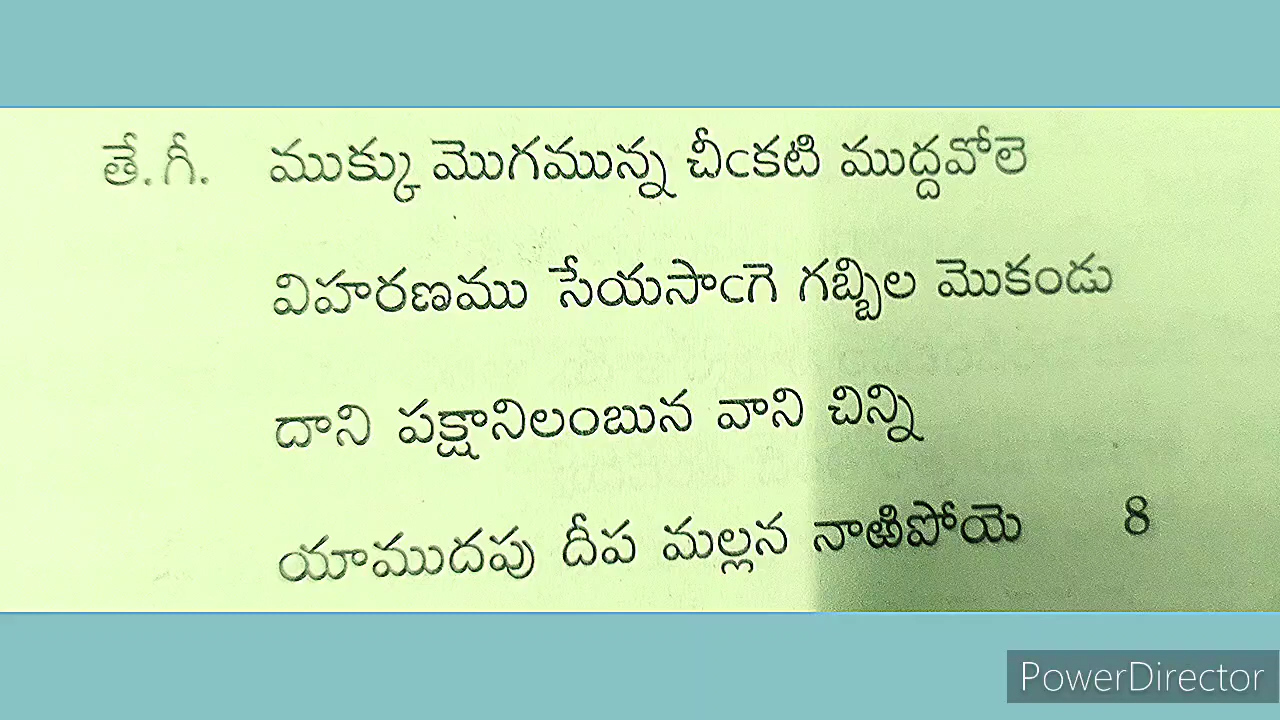 తే.గీ. ముక్కు మొగమున్న చీఁకటి ముద్దవోలె
విహరణము సేయసాఁగె గబ్బిల మొకండు
దాని పక్షానిలంబున వాని చిన్ని
యాముదపు దీప మల్లన నాఱిపోయె 8
PowerDirector